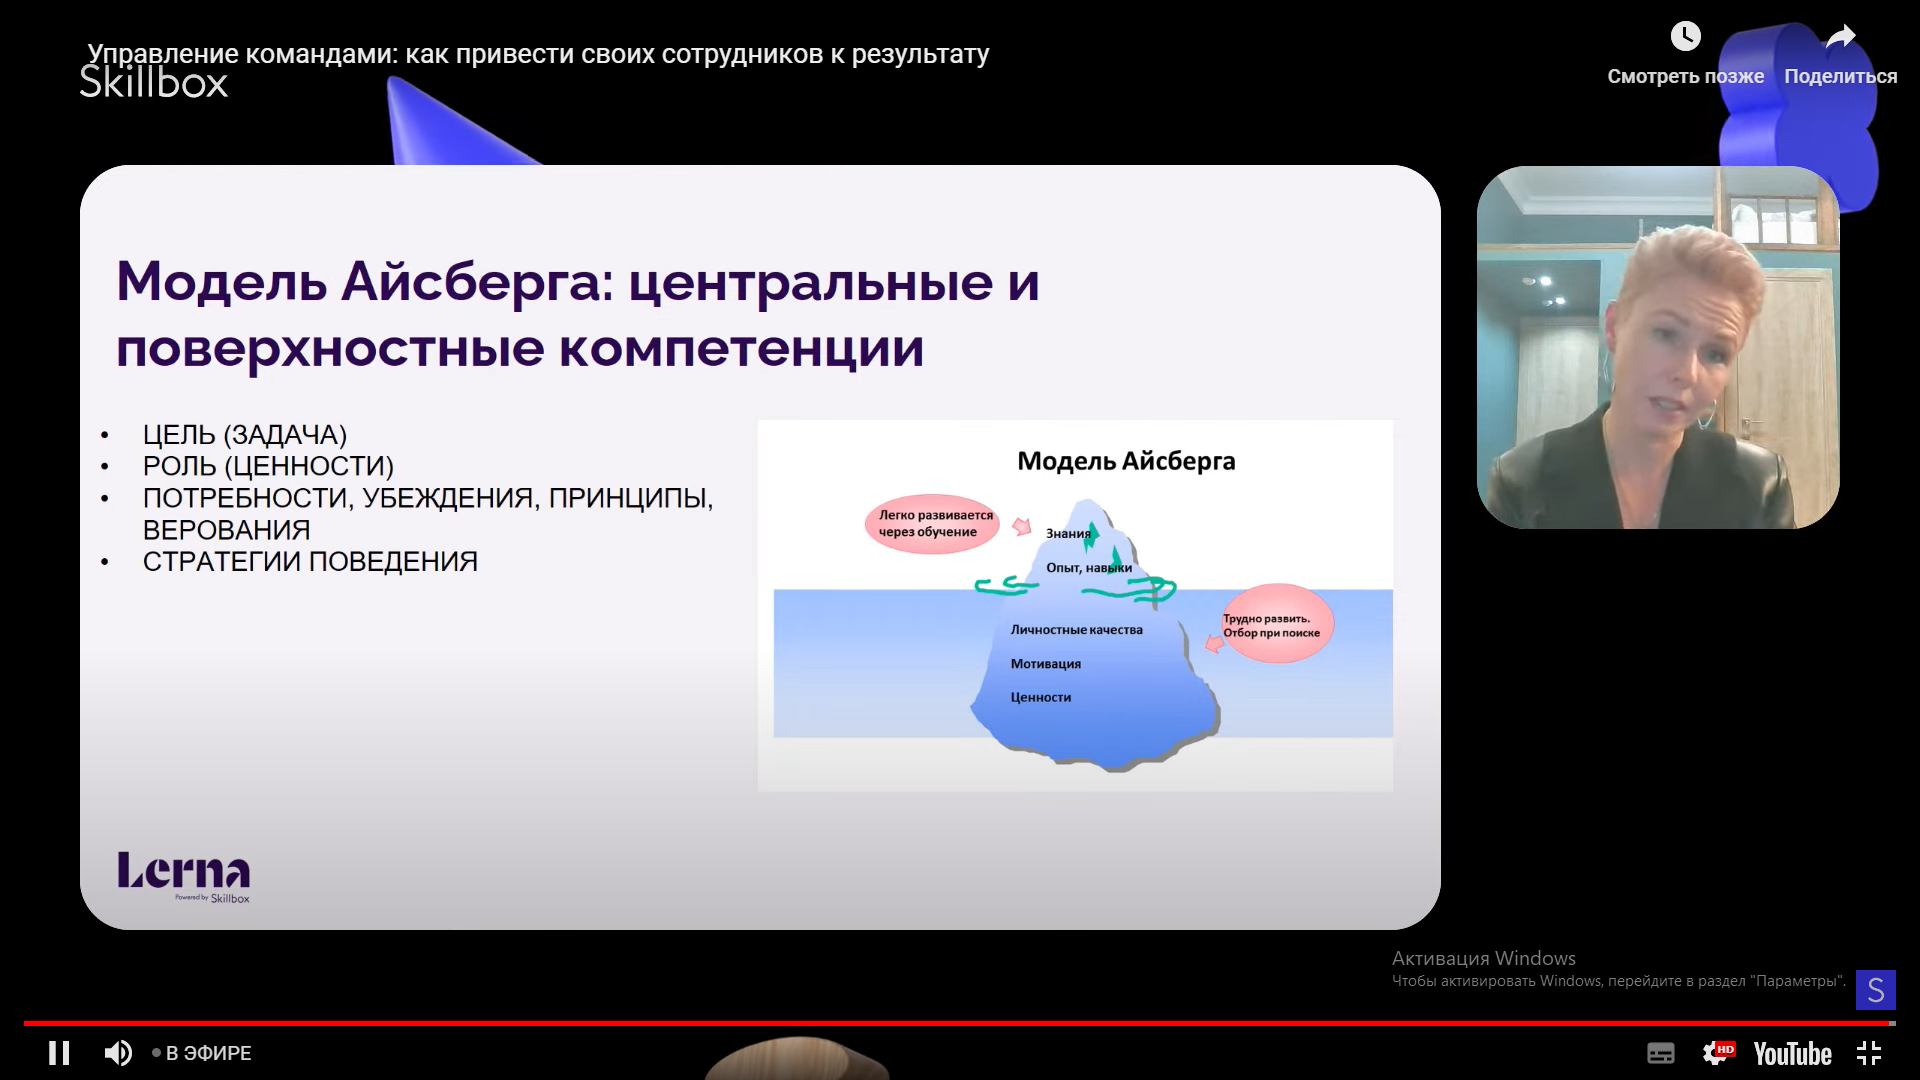 Управление командами: как привести своих сотрудников к результату
Skillbox
Смотреть позже
Поделиться
Модель Айсберга: центральные и
поверхностные компетенции
• ЦЕЛЬ (ЗАДАЧА)
• РОЛЬ (ЦЕННОСТИ)
• ПОТРЕБНОСТИ, УБЕЖДЕНИЯ, ПРИНЦИПЫ,
ВЕРОВАНИЯ
• СТРАТЕГИИ ПОВЕДЕНИЯ
Модель Айсберга
Легко развивается
через обучение
Знания
Опыт, навыки
Трудно развить.
Отбор при поиске
Личностные качества
Мотивация
Ценности
Lerna
Powered by Skillbox
Активация Windows
Чтобы активировать Windows, перейдите в раздел "Параметры".
S
В ЭФИРЕ
HD
YouTube